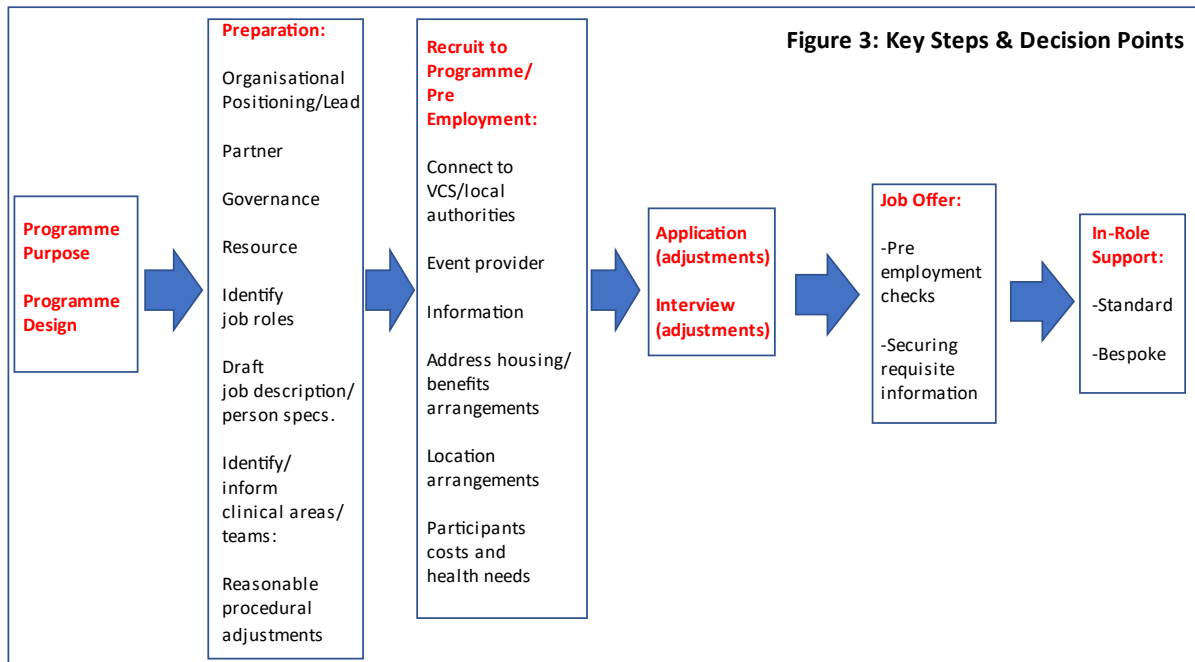 Figure 3: Key Steps & Decision Points
Programme
Purpose
Programme
Design
Preparation:
Organisational
Positioning/Lead
Partner
Governance
Resource
Identify
job roles
Draft
job description/
person specs.
Identify/
inform
clinical areas/
teams:
Reasonable
procedural
adjustments
Recruit to
Programme/
Pre
Employment:
Connect to
VCS/local
authorities
Event provider
Information
Address housing/
benefits
arrangements
Location
arrangements
Participants
costs and
health needs
Application
(adjustments)
Interview
(adjustments)
Job Offer:
-Pre
employment
checks
-Securing
requisite
information
In-Role
Support:
-Standard
-Bespoke